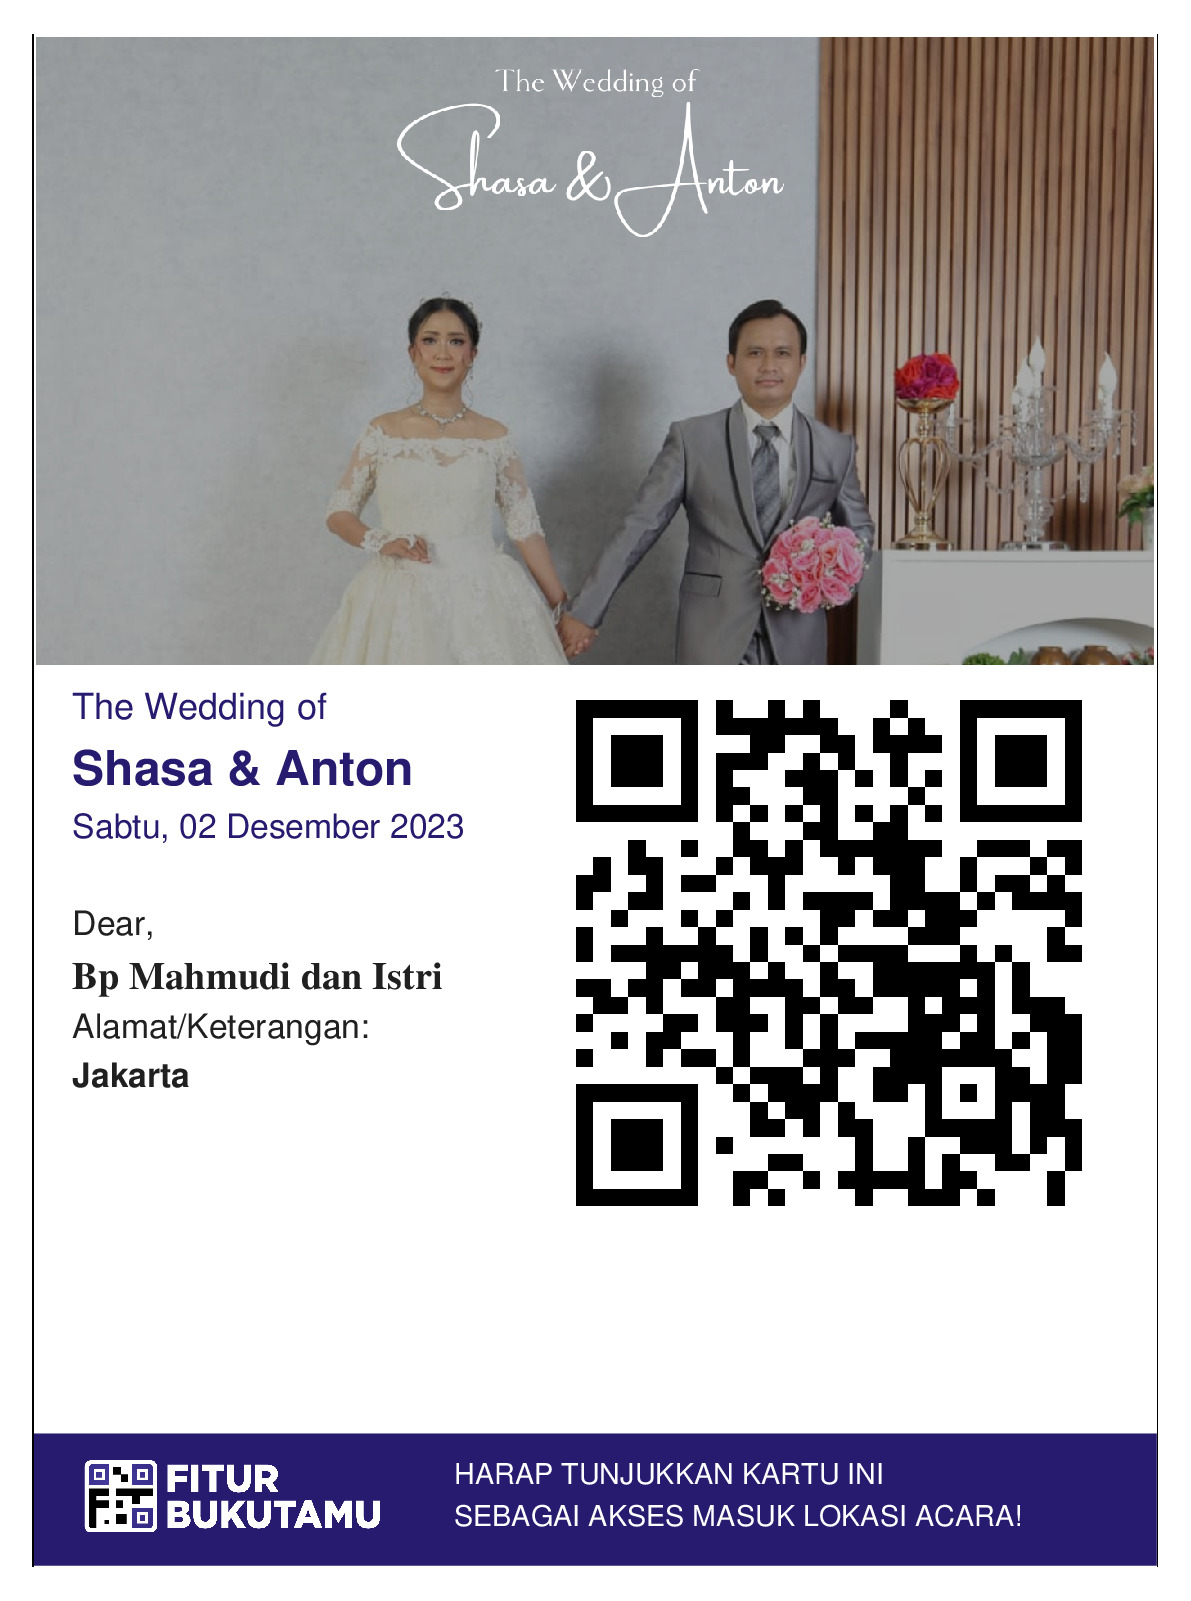 The Wedding of
Shasa & Anton
The Wedding of
Shasa & Anton
Sabtu, 02 Desember 2023
Dear,
Bp Mahmudi dan Istri
Alamat/Keterangan:
Jakarta
FITUR
BUKUTAMU
HARAP TUNJUKKAN KARTU INI
SEBAGAI AKSES MASUK LOKASI ACARA!